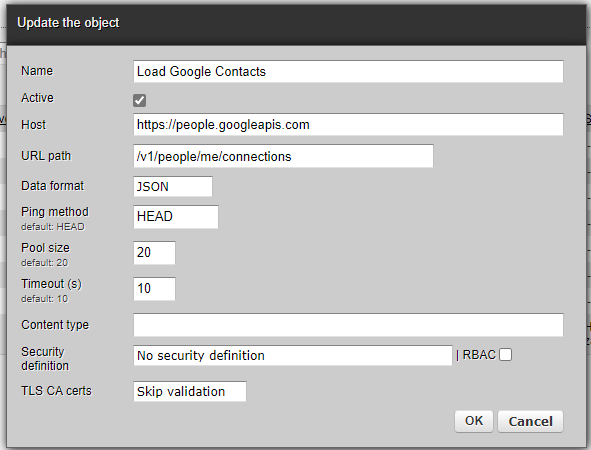 Update the object
Name Load Google Contacts
Active
Host https://people.googleapis.com
URL path /v1/people/me/connections
Data format JSON
Ping method HEAD
default: HEAD
Pool size 20
default: 20
Timeout (s) 10
default: 10
Content type
Security definition No security definition | RBAC
TLS CA certs Skip validation
OK Cancel